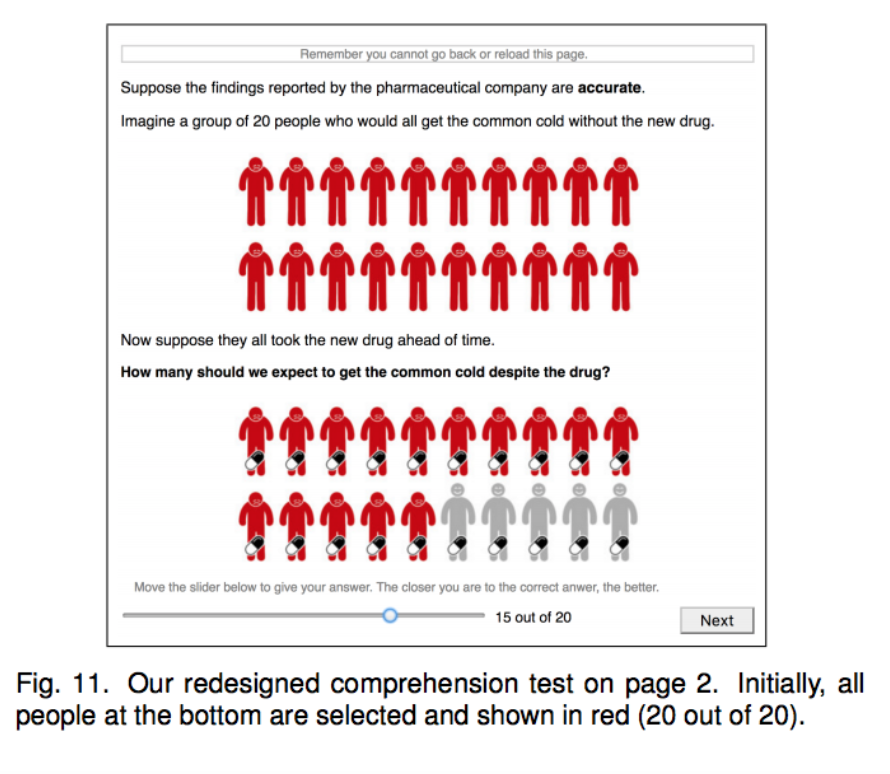 Remember you cannot go back or reload this page.
Suppose the findings reported by the pharmaceutical company are accurate.
Imagine a group of 20 people who would all get the common cold without the new drug.
Now suppose they all took the new drug ahead of time.
How many should we expect to get the common cold despite the drug?
Move the slider below to give your answer. The closer you are to the correct anwer, the better.
15 out of 20
Next
Fig. 11. Our redesigned comprehension test on page 2. Initially, all
people at the bottom are selected and shown in red (20 out of 20).